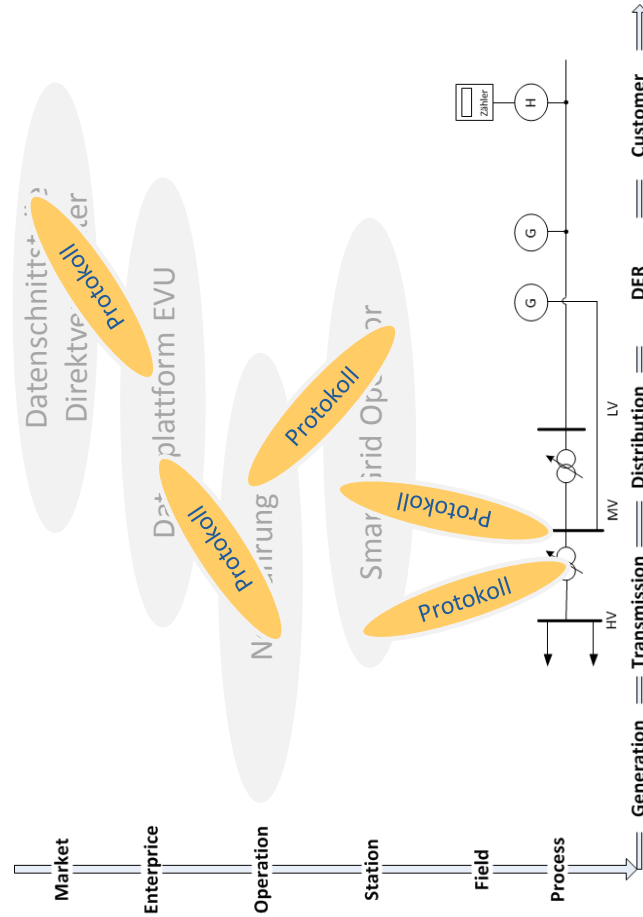 Market
Enterprice
Operation
Station
Field
Process
Generation
Transmission
Distribution
DER
Customer
Protokoll
Protokoll
Protokoll
Protokoll
Protokoll
HV
MV
LV
G
G
H
Zähler